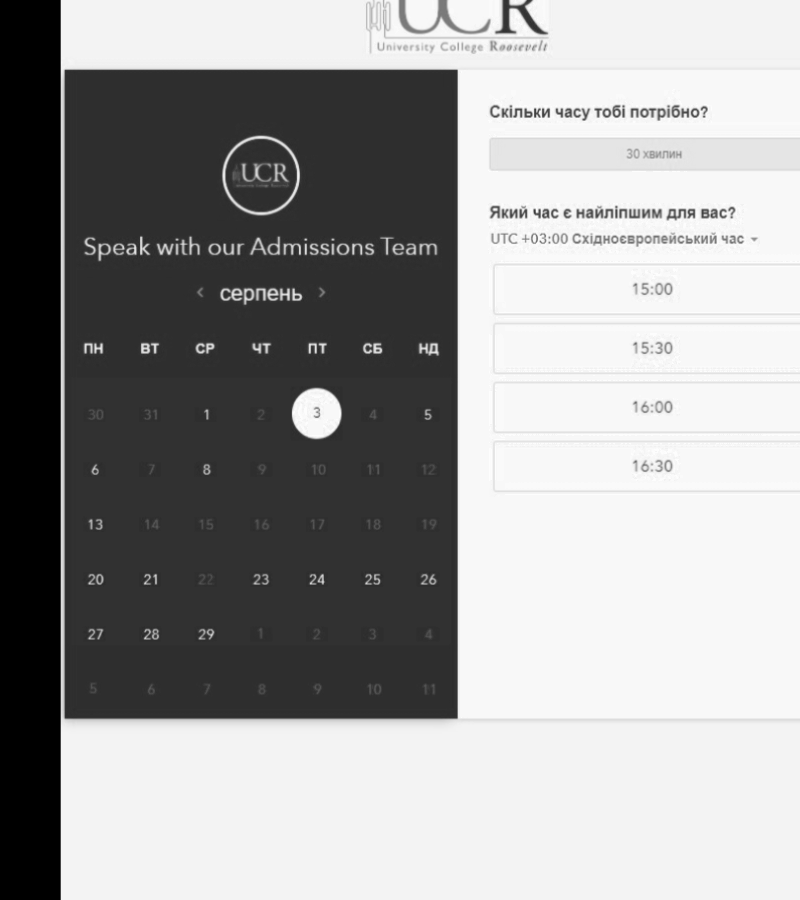 UCR
University College Roosevelt
UCR
Speak with our Admissions Team
< серпень >
ПН ВТ СР ЧТ ПТ СБ НД
30 31 1 2 3 4 5
6 7 8 9 10 11 12
13 14 15 16 17 18 19
20 21 22 23 24 25 26
27 28 29 1 2 3 4
5 6 7 8 9 10 11
Скільки часу тобі потрібно?
30 хвилин
Який час є найліпшим для вас?
UTC +03:00 Східноєвропейський час
15:00
15:30
16:00
16:30